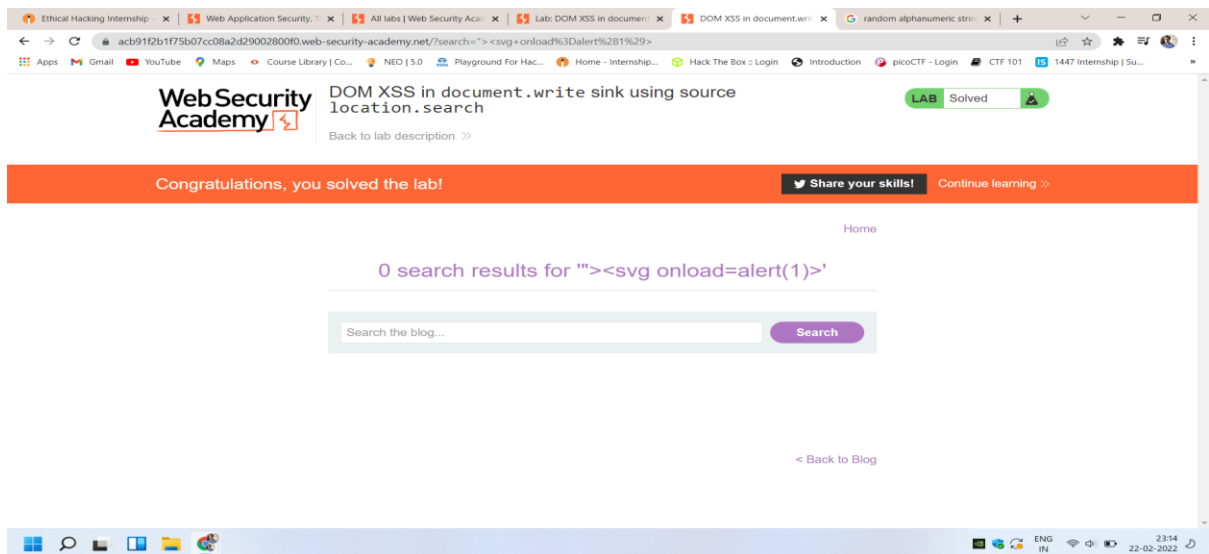 Ethical Hacking Internship - 
Web Application Security, T
All labs | Web Security Acad
Lab: DOM XSS in document
DOM XSS in document.writ
random alphanumeric strin
acb91f2b1f75b07cc08a2d29002800f0.web-security-academy.net/?search="><svg+onload%3Dalert%281%29>
Apps Gmail YouTube Maps Course Library | Co... NEO | 5.0 Playground For Hac... Home - Internship... Hack The Box :: Login Introduction picoCTF - Login CTF 101 IS 1447 Internship | Su... »
WebSecurity
Academy
DOM XSS in document.write sink using source
location.search
Back to lab description
LAB Solved
Congratulations, you solved the lab!
Share your skills!
Continue learning
Home
0 search results for '"><svg onload=alert(1)>'
Search the blog...
Search
< Back to Blog
ENG
IN
23:14
22-02-2022